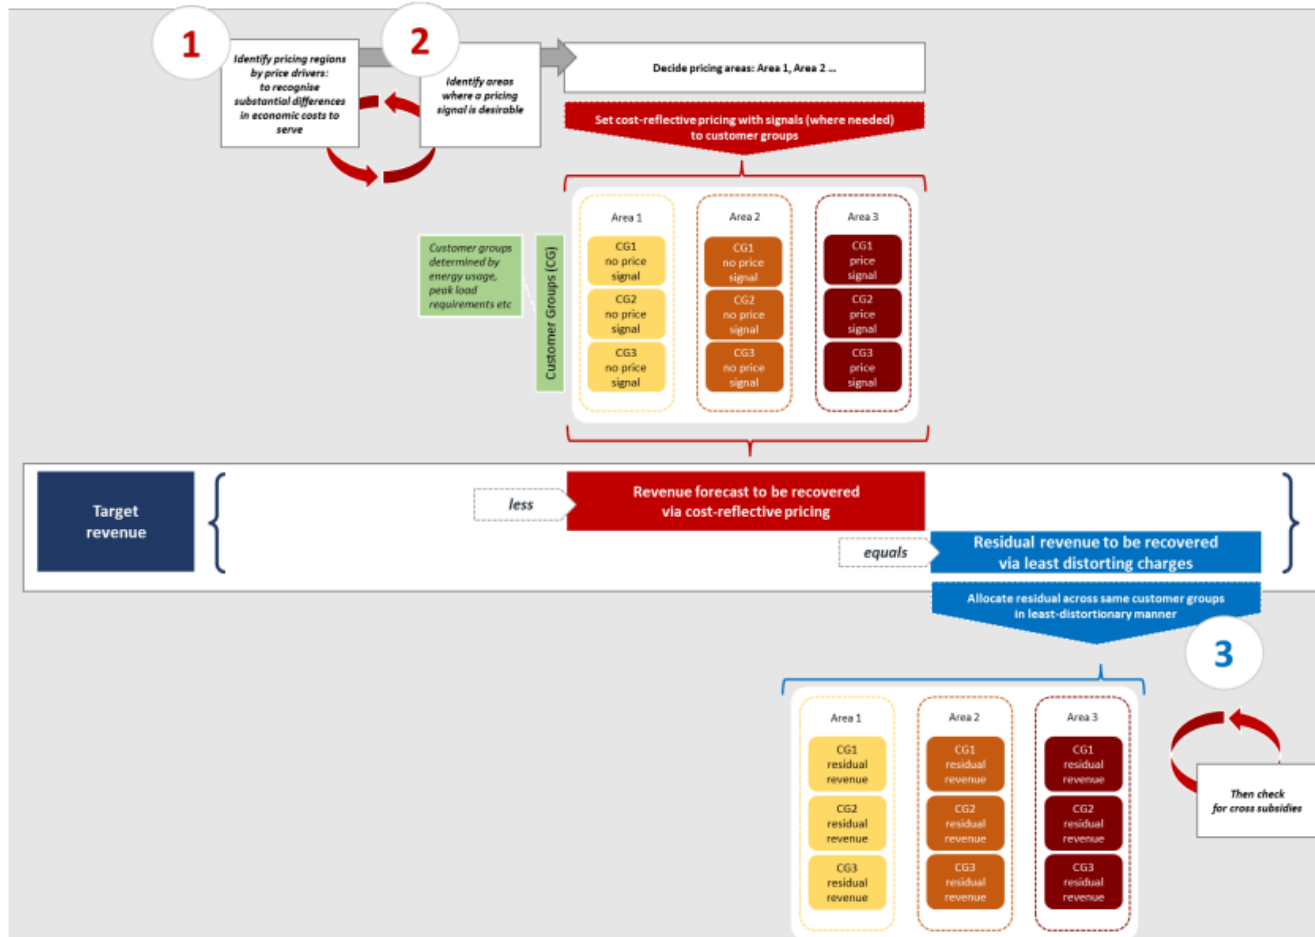 1
Identify pricing regions
by price drivers:
to recognise
substantial differences
in economic costs to
serve
2
Identify areas
where a pricing
signal is desirable
Decide pricing areas: Area 1, Area 2 ...
Set cost-reflective pricing with signals (where needed)
to customer groups
Customer groups
determined by
energy usage,
peak load
requirements etc
Customer Groups (CG)
Area 1
CG1
no price
signal
CG2
no price
signal
CG3
no price
signal
Area 2
CG1
no price
signal
CG2
no price
signal
CG3
no price
signal
Area 3
CG1
price
signal
CG2
price
signal
CG3
price
signal
Target
revenue
less
Revenue forecast to be recovered
via cost-reflective pricing
equals
Residual revenue to be recovered
via least distorting charges
Allocate residual across same customer groups
in least-distortionary manner
3
Area 1
CG1
residual
revenue
CG2
residual
revenue
CG3
residual
revenue
Area 2
CG1
residual
revenue
CG2
residual
revenue
CG3
residual
revenue
Area 3
CG1
residual
revenue
CG2
residual
revenue
CG3
residual
revenue
Then check
for cross subsidies